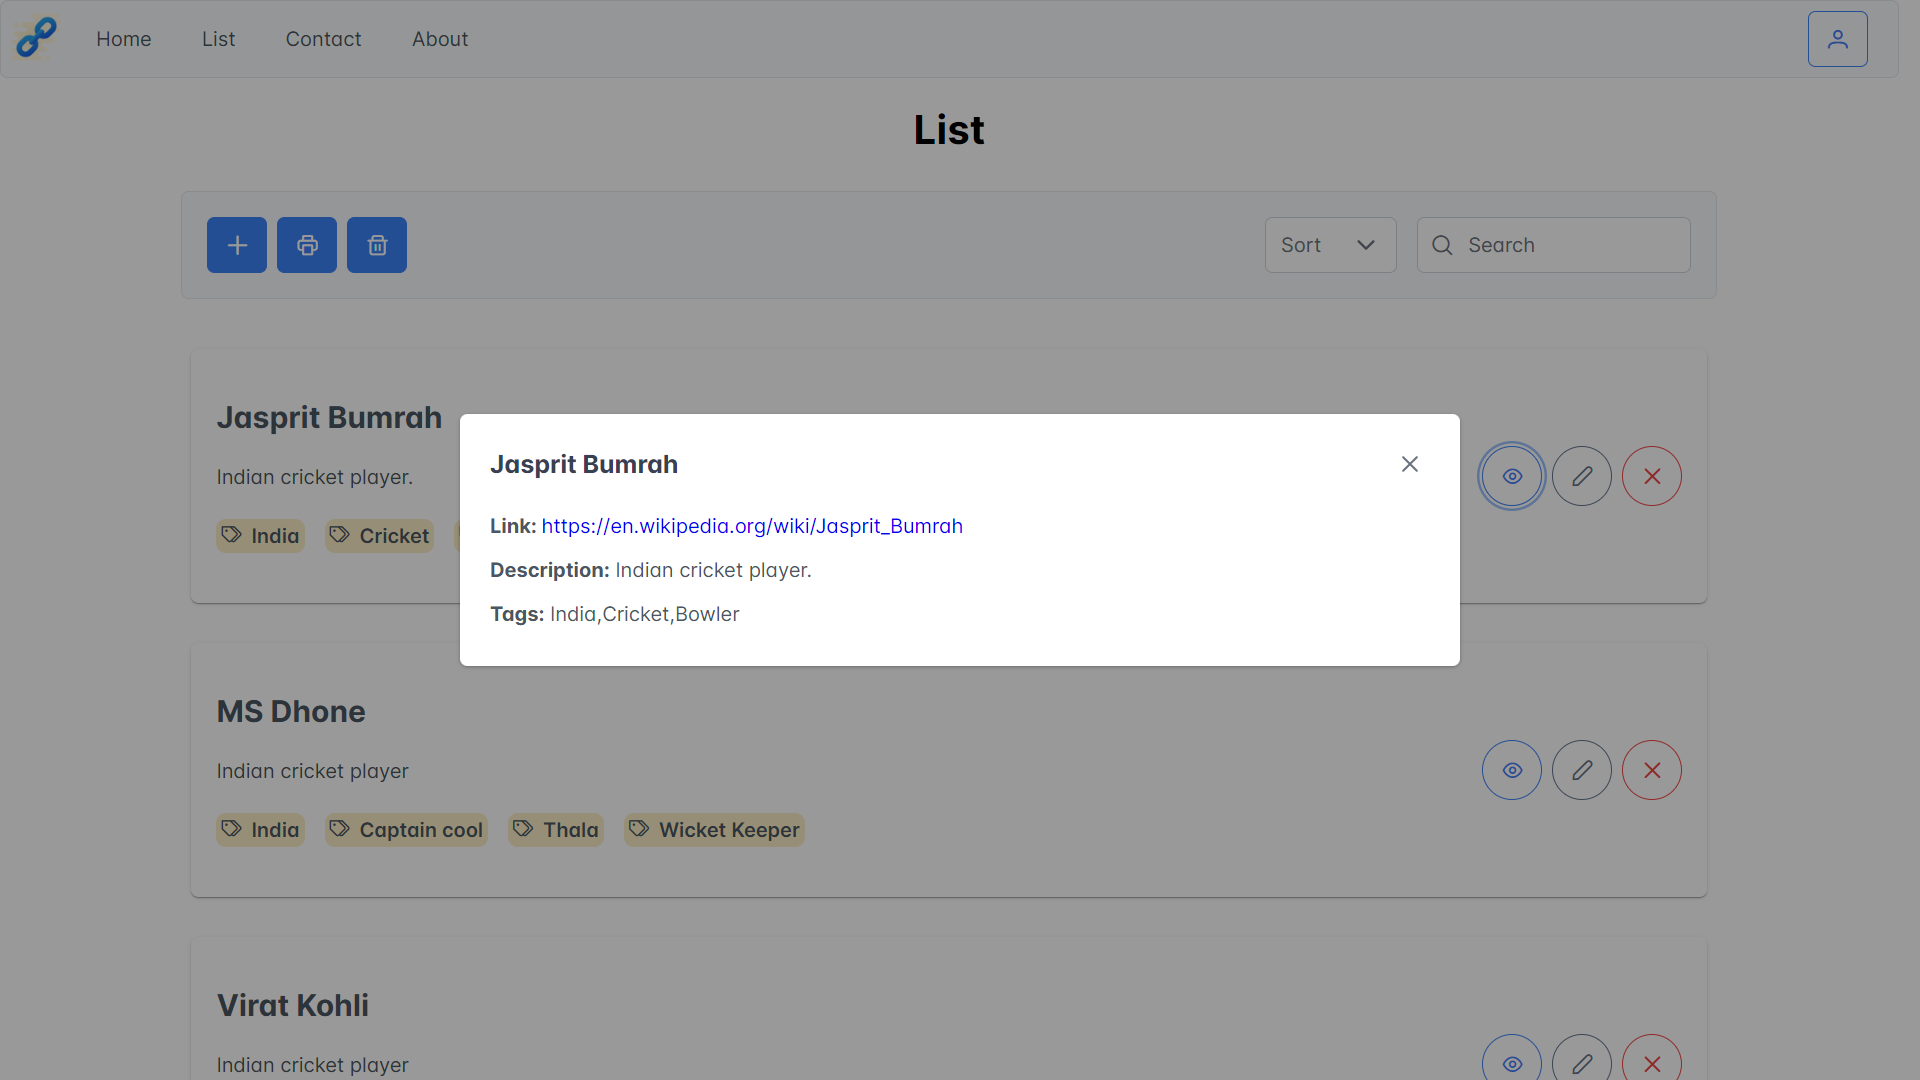 Home List Contact About
List
Sort Search
Jasprit Bumrah
Indian cricket player.
India Cricket
Jasprit Bumrah
Link: https://en.wikipedia.org/wiki/Jasprit_Bumrah
Description: Indian cricket player.
Tags: India,Cricket,Bowler
MS Dhone
Indian cricket player
India Captain cool Thala Wicket Keeper
Virat Kohli
Indian cricket player